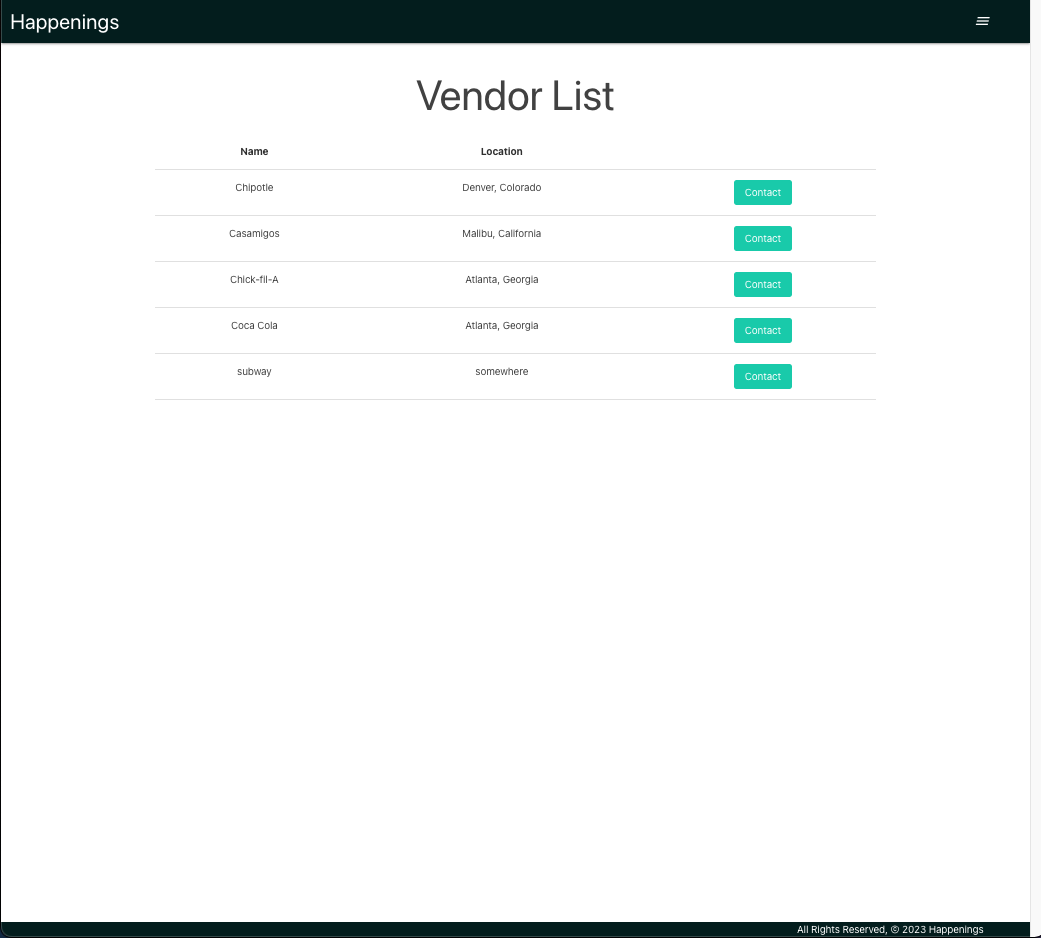 Happenings
Vendor List
Name Location
Chipotle Denver, Colorado Contact
Casamigos Malibu, California Contact
Chick-fil-A Atlanta, Georgia Contact
Coca Cola Atlanta, Georgia Contact
subway somewhere Contact
All Rights Reserved, © 2023 Happenings